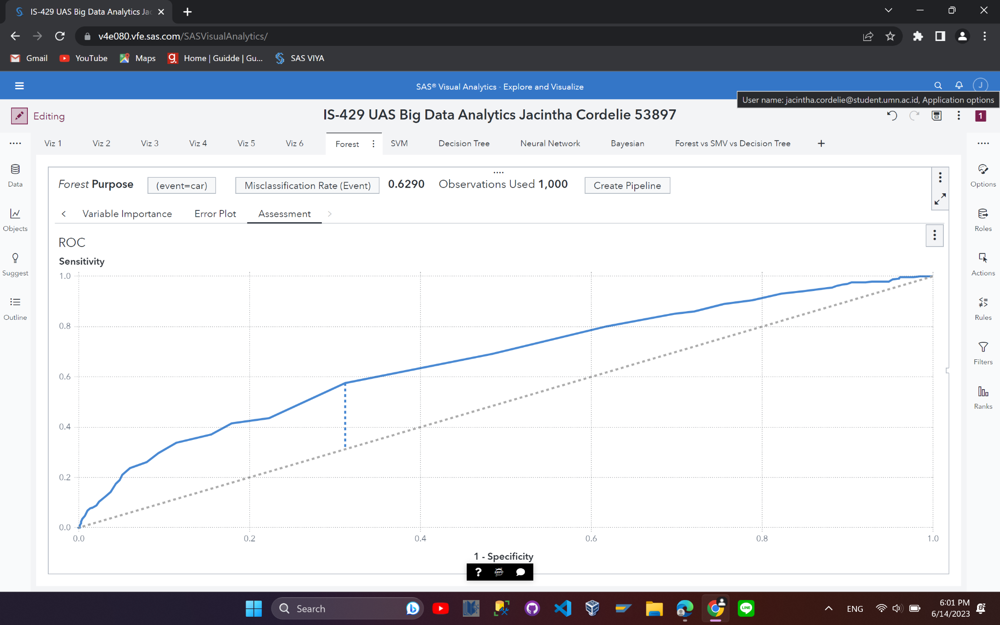 IS-429 UAS Big Data Analytics Jac
v4e080.vfe.sas.com/SASVisualAnalytics/
Gmail YouTube Maps Home | Guidde | Gu... SAS VIYA
SAS® Visual Analytics - Explore and Visualize
J
User name: jacintha.cordelie@student.umn.ac.id, Application options
Editing
IS-429 UAS Big Data Analytics Jacintha Cordelie 53897
1
Viz 1 Viz 2 Viz 3 Viz 4 Viz 5 Viz 6 Forest SVM Decision Tree Neural Network Bayesian Forest vs SMV vs Decision Tree
Data
Objects
Suggest
Outline
Forest Purpose (event=car) Misclassification Rate (Event) 0.6290 Observations Used 1,000 Create Pipeline
Variable Importance Error Plot Assessment
ROC
Sensitivity
1.0
0.8
0.6
0.4
0.2
0.0
0.0 0.2 0.4 0.6 0.8 1.0
1 - Specificity
Options
Roles
Actions
Rules
Filters
Ranks
?
jupyter
Search
LINE
ENG
6:01 PM
6/14/2023